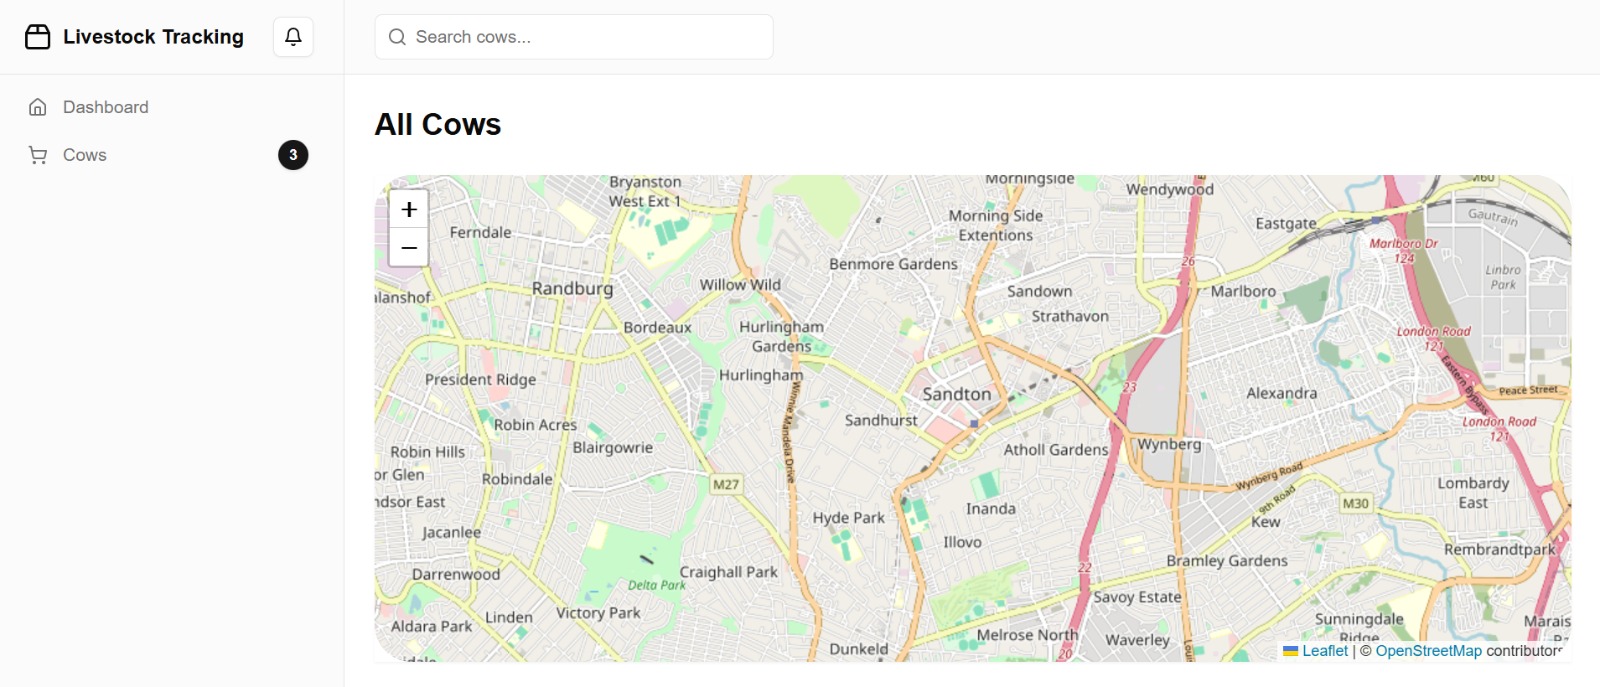 Livestock Tracking
Search cows...
Dashboard
Cows
3
All Cows
+
−
Bryanston
West Ext 1
Morningside
Wendywood
M60
Morning Side
Extentions
Gautrain
Ferndale
Eastgate
Marlboro Dr
124
Benmore Gardens
26
Linbro
Park
Randburg
Willow Wild
Sandown
Marlboro
lanshof
Strathavon
Bordeaux
Hurlingham
Gardens
London Road
121
President Ridge
Hurlingham
Winnie Mandela Drive
Sandton
23
Alexandra
Eastern Bypass
Peace Street
Robin Acres
Sandhurst
London Road
121
Robin Hills
Blairgowrie
Atholl Gardens
Wynberg
or Glen
Robindale
M27
Wynberg Road
Lombardy
East
ndsor East
9th Road
M30
Jacanlee
Hyde Park
Inanda
Kew
Illovo
Rembrandtpark
Darrenwood
Delta Park
Craighall Park
22
Bramley Gardens
Linden
Victory Park
Savoy Estate
Aldara Park
Sunningdale
Ridge
Marais
Melrose North
Waverley
Dunkeld
20
Leaflet | © OpenStreetMap contributors